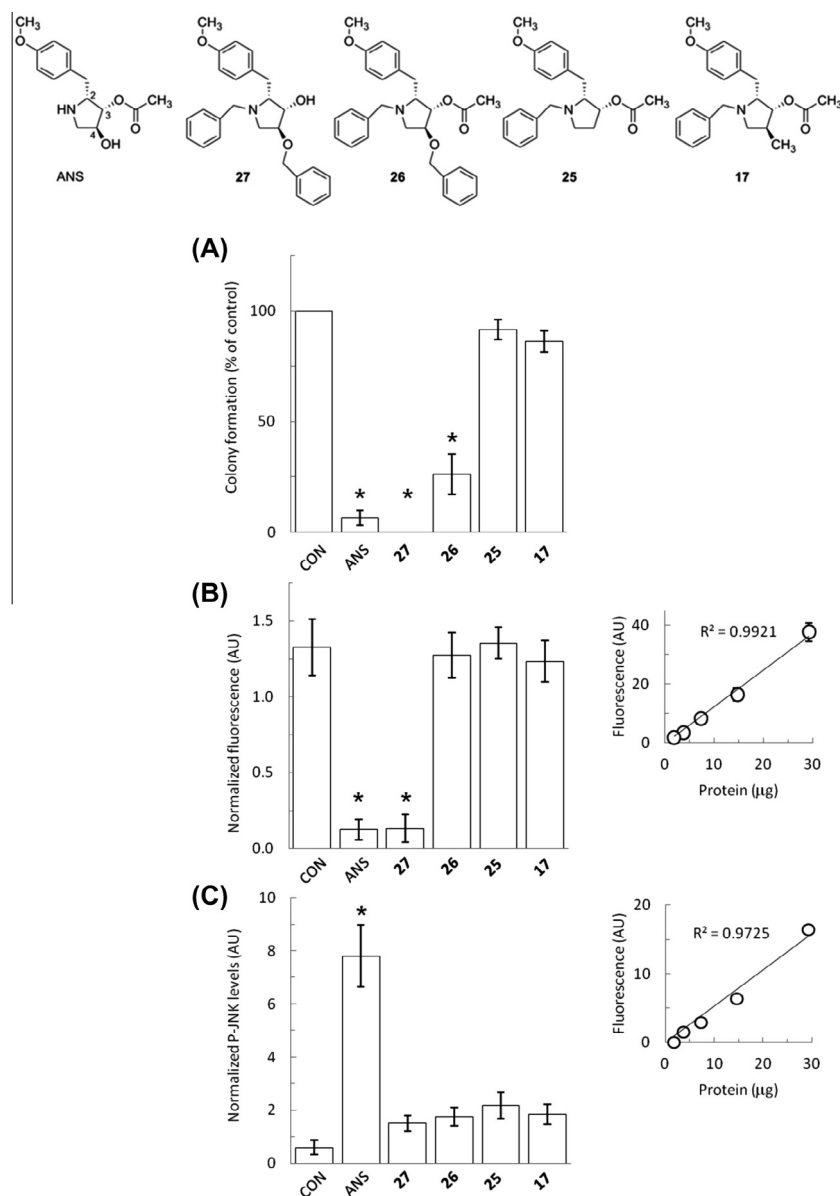 O CH₃ O CH₃ O CH₃ O CH₃ O CH₃
HN 2 3 4 O CH₃ O OH
N OH O
N O CH₃ O O
N O CH₃ O
N O CH₃ O CH₃
ANS 27 26 25 17
(A)
Colony formation (% of control)
100
50
0
* * *
CON ANS 27 26 25 17
(B)
Normalized fluorescence (AU)
1.5
1.0
0.5
0.0
* *
CON ANS 27 26 25 17
Fluorescence (AU)
40
20
0
R² = 0.9921
0 10 20 30
Protein (µg)
(C)
Normalized P-JNK levels (AU)
10
8
6
4
2
0
*
CON ANS 27 26 25 17
Fluorescence (AU)
20
10
0
R² = 0.9725
0 10 20 30
Protein (µg)